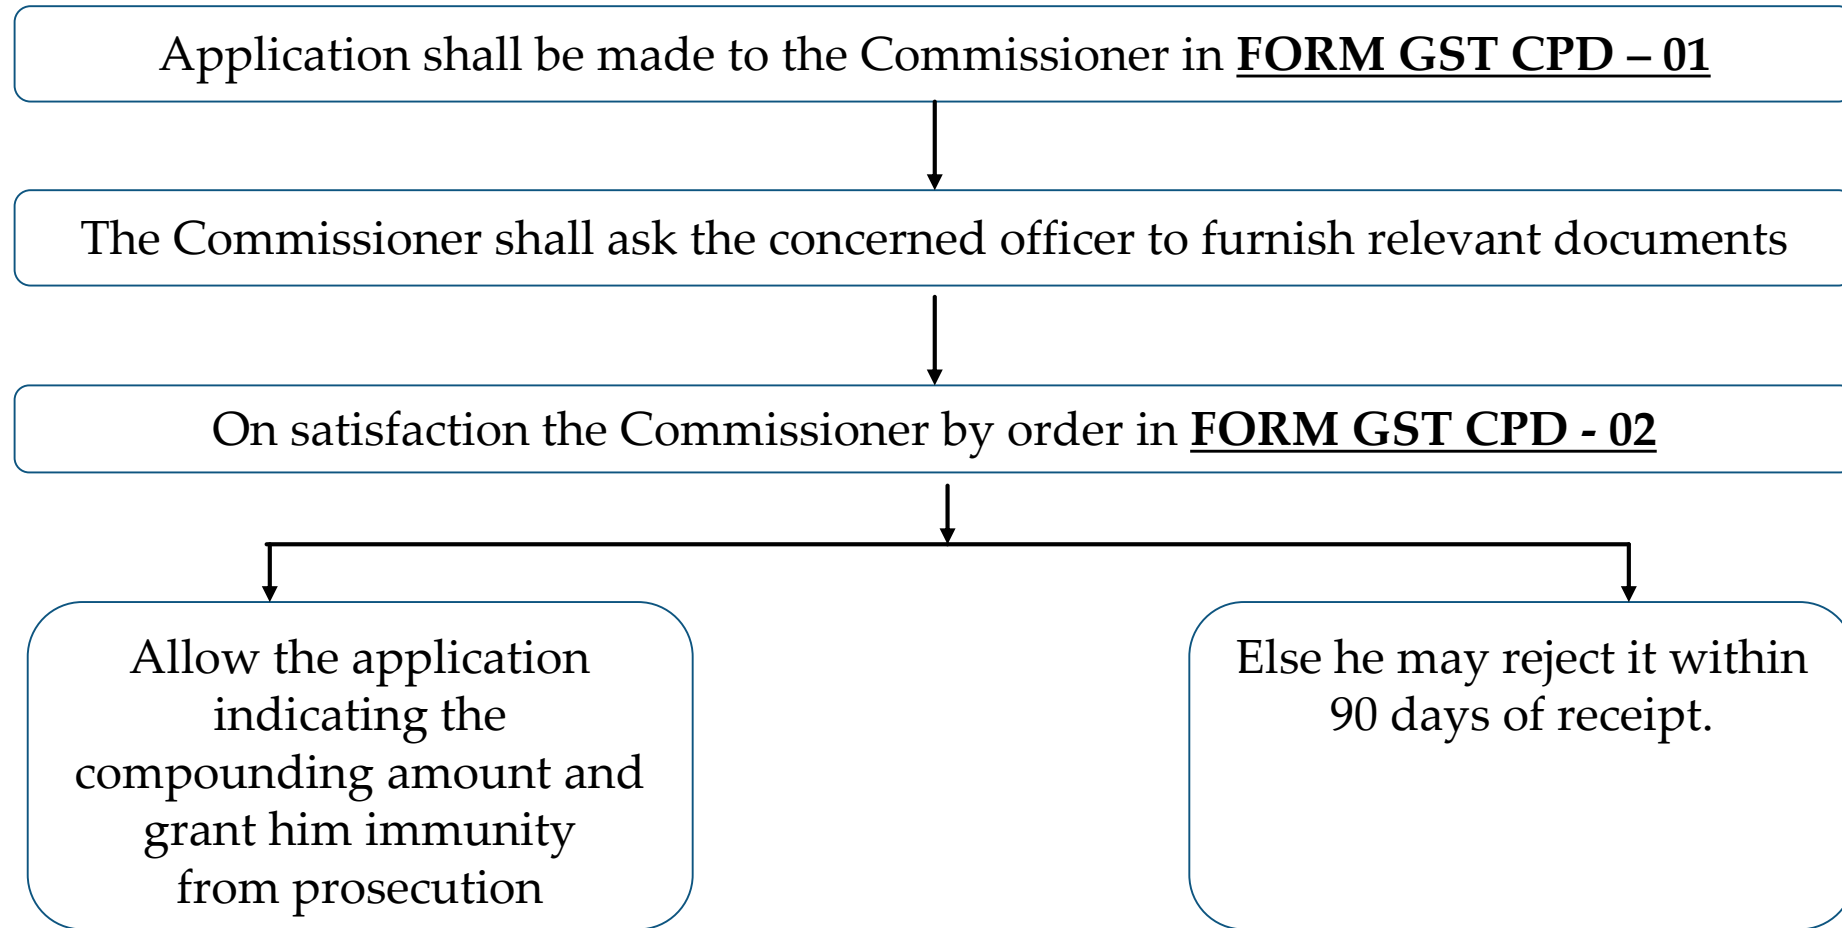 Application shall be made to the Commissioner in FORM GST CPD – 01
The Commissioner shall ask the concerned officer to furnish relevant documents
On satisfaction the Commissioner by order in FORM GST CPD - 02
Allow the application
indicating the
compounding amount and
grant him immunity
from prosecution
Else he may reject it within
90 days of receipt.